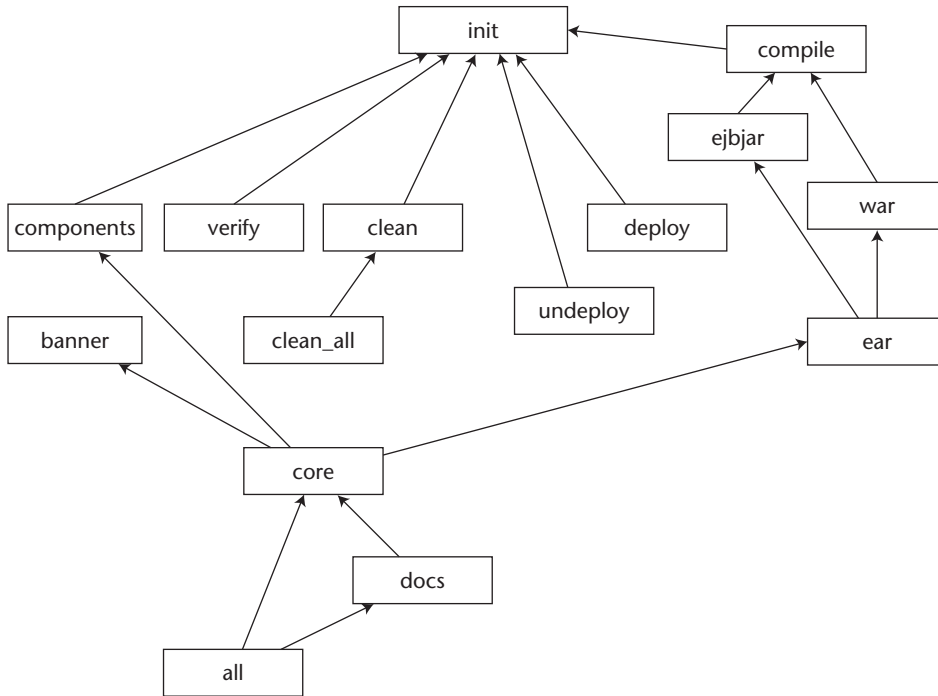 init
compile
ejbjar
war
components
verify
clean
deploy
undeploy
banner
clean_all
ear
core
docs
all